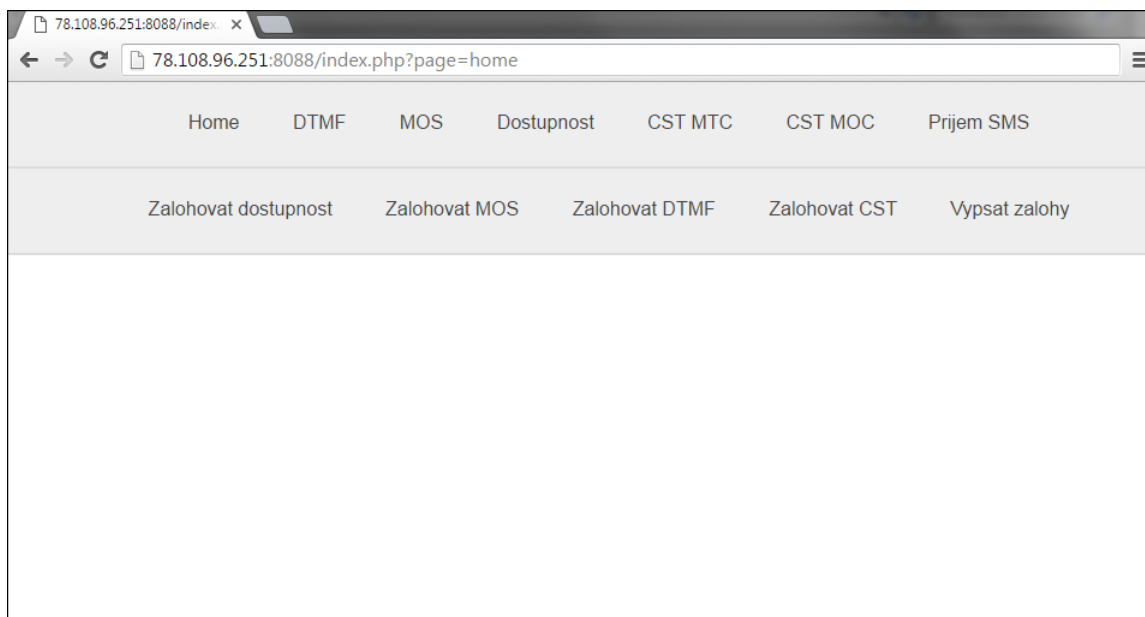 78.108.96.251:8088/index.
78.108.96.251:8088/index.php?page=home
Home DTMF MOS Dostupnost CST MTC CST MOC Prijem SMS
Zalohovat dostupnost Zalohovat MOS Zalohovat DTMF Zalohovat CST Vypsat zalohy